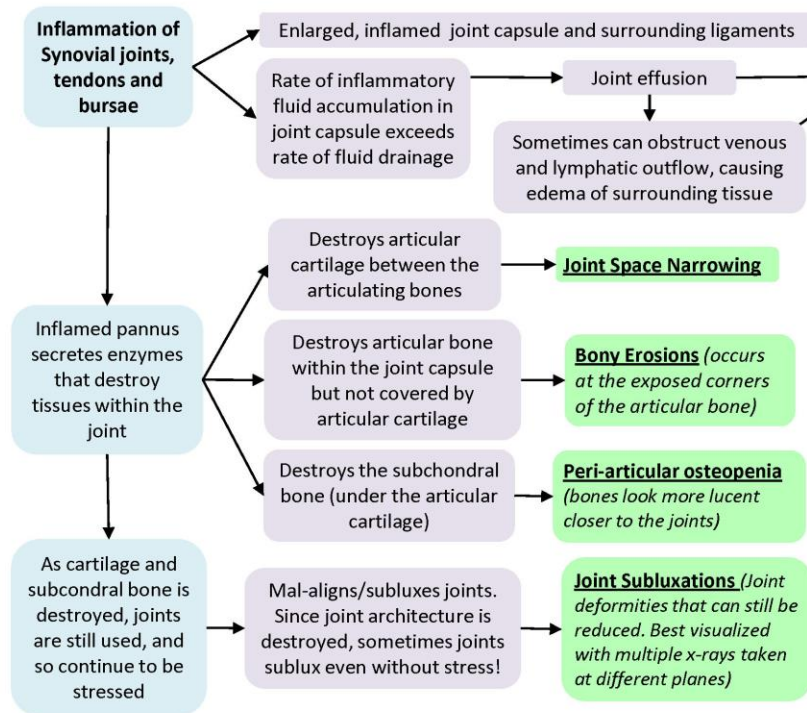 Inflammation of
Synovial joints,
tendons and
bursae
Enlarged, inflamed joint capsule and surrounding ligaments
Rate of inflammatory
fluid accumulation in
joint capsule exceeds
rate of fluid drainage
Joint effusion
Sometimes can obstruct venous
and lymphatic outflow, causing
edema of surrounding tissue
Inflamed pannus
secretes enzymes
that destroy
tissues within the
joint
Destroys articular
cartilage between the
articulating bones
Joint Space Narrowing
Destroys articular bone
within the joint capsule
but not covered by
articular cartilage
Bony Erosions (occurs
at the exposed corners
of the articular bone)
Destroys the subchondral
bone (under the articular
cartilage)
Peri-articular osteopenia
(bones look more lucent
closer to the joints)
As cartilage and
subcondral bone is
destroyed, joints
are still used, and
so continue to be
stressed
Mal-aligns/subluxes joints.
Since joint architecture is
destroyed, sometimes joints
sublux even without stress!
Joint Subluxations (Joint
deformities that can still be
reduced. Best visualized
with multiple x-rays taken
at different planes)